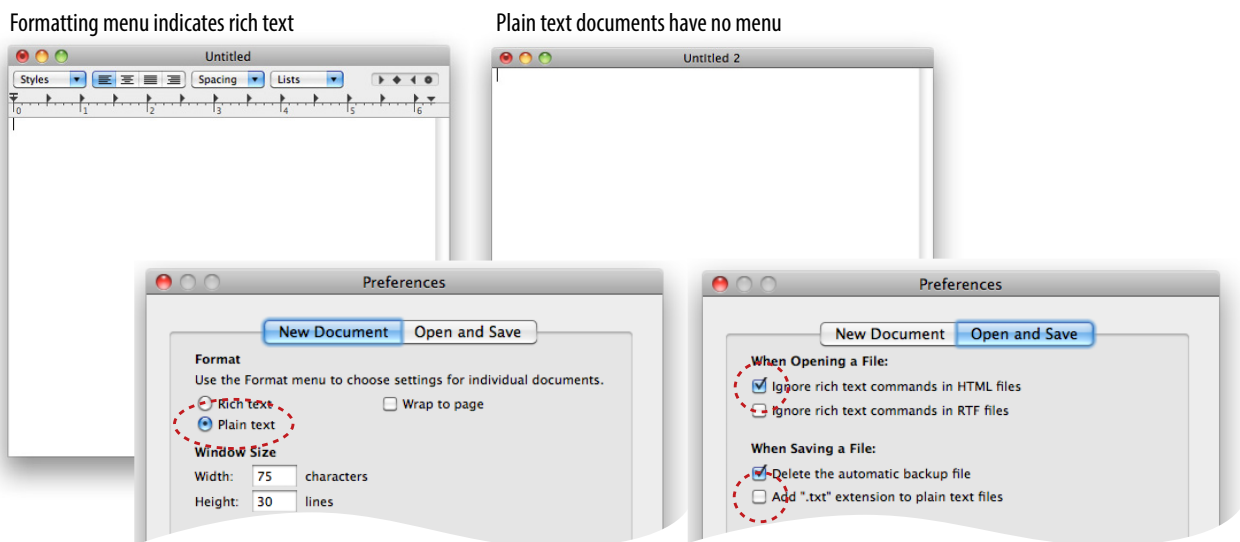 Formatting menu indicates rich text
Plain text documents have no menu
Untitled
Styles Spacing Lists
0 1 2 3 4 5 6
Untitled 2
Preferences
New Document Open and Save
Format
Use the Format menu to choose settings for individual documents.
Rich text Wrap to page
Plain text
Window Size
Width: 75 characters
Height: 30 lines
Preferences
New Document Open and Save
When Opening a File:
Ignore rich text commands in HTML files
Ignore rich text commands in RTF files
When Saving a File:
Delete the automatic backup file
Add ".txt" extension to plain text files